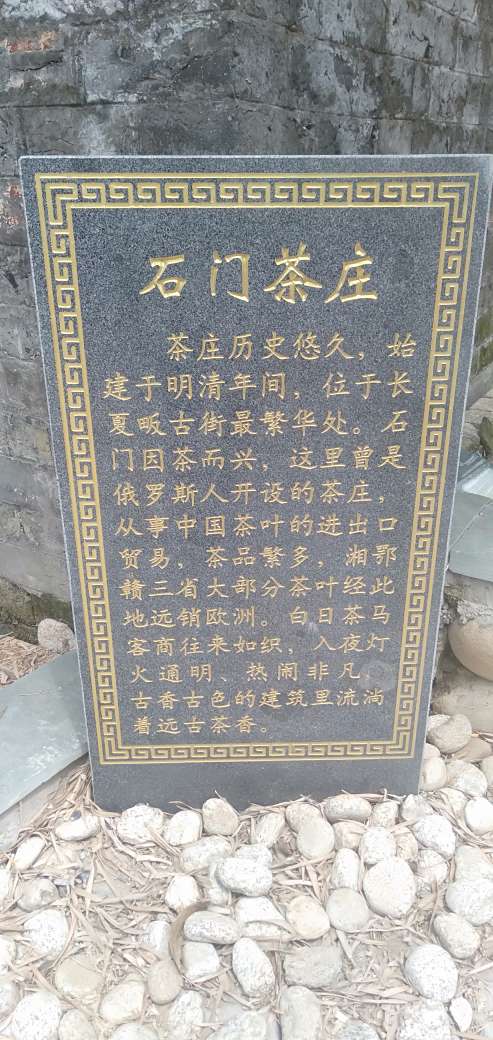 石门茶庄
茶庄历史悠久，始
建于明清年间，位于长
夏畈古街最繁华处。石
门因茶而兴，这里曾是
俄罗斯人开设的茶庄，
从事中国茶叶的进出口
贸易，茶品繁多，湘鄂
赣三省大部分茶叶经此
地远销欧洲。白日茶马
客商往来如织，入夜灯
火通明、热闹非凡，
古香古色的建筑里流淌
着远古茶香。